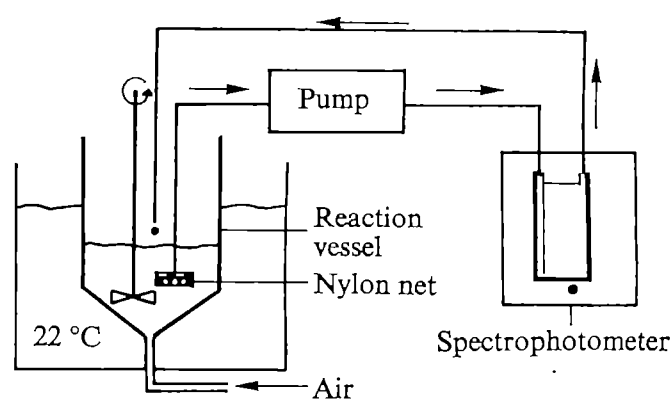 Pump
Reaction
vessel
Nylon net
22 °C
Spectrophotometer
Air